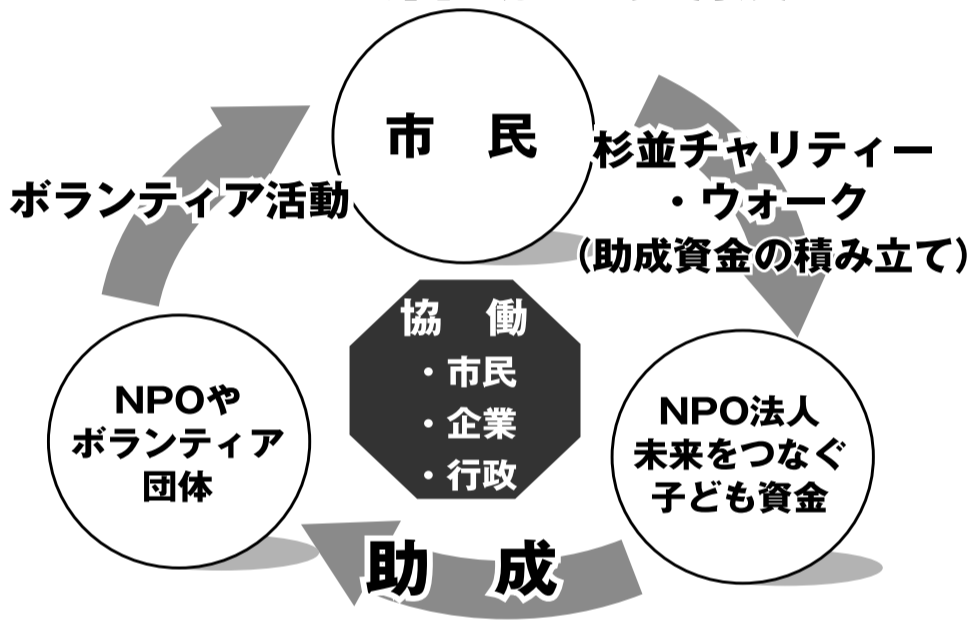 市　民
杉並チャリティー
・ウォーク
（助成資金の積み立て）
ボランティア活動
協　働
・市民
・企業
・行政
NPOや
ボランティア
団体
NPO法人
未来をつなぐ
子ども資金
助　成